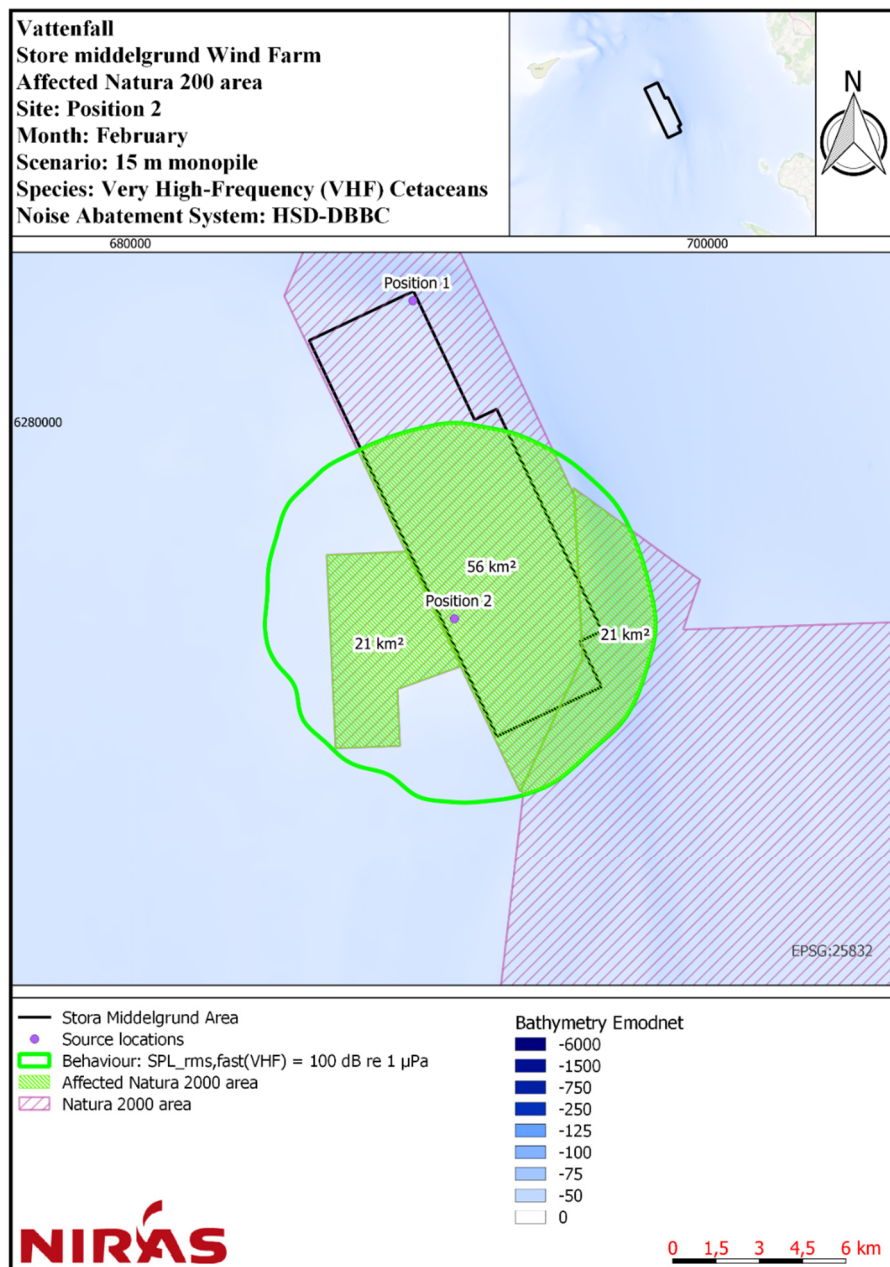 Vattenfall
Store middelgrund Wind Farm
Affected Natura 200 area
Site: Position 2
Month: February
Scenario: 15 m monopile
Species: Very High-Frequency (VHF) Cetaceans
Noise Abatement System: HSD-DBBC
N
680000
700000
Position 1
6280000
56 km²
Position 2
21 km²
21 km²
EPSG:25832
Stora Middelgrund Area
Source locations
Behaviour: SPL_rms,fast(VHF) = 100 dB re 1 µPa
Affected Natura 2000 area
Natura 2000 area
Bathymetry Emodnet
-6000
-1500
-750
-250
-125
-100
-75
-50
0
NIRAS
0 1,5 3 4,5 6 km